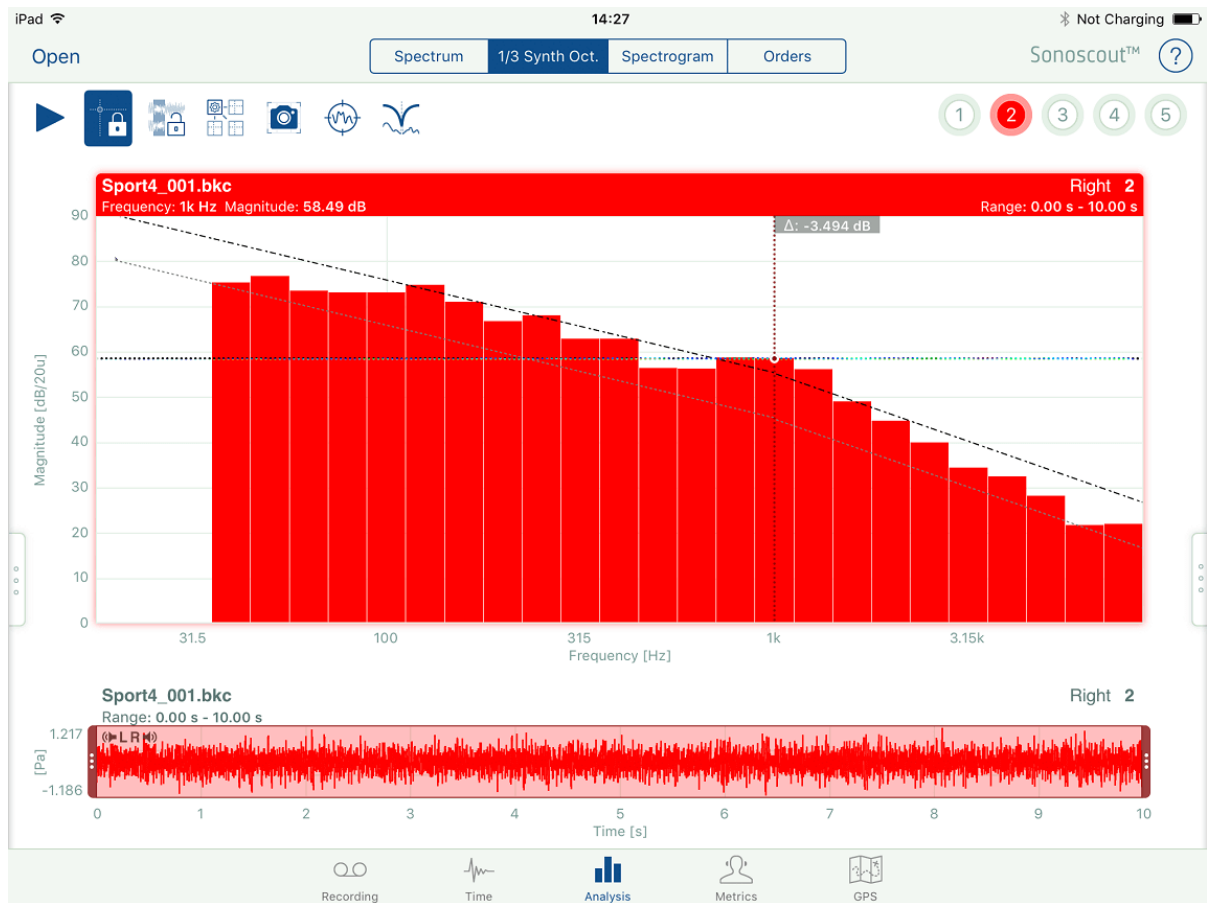 iPad 14:27 Not Charging
Open Spectrum 1/3 Synth Oct. Spectrogram Orders Sonoscout™ ?
1 2 3 4 5
Sport4_001.bkc Right 2
Frequency: 1k Hz Magnitude: 58.49 dB Range: 0.00 s - 10.00 s
Δ: -3.494 dB
90
80
70
60
50
40
30
20
10
0
Magnitude [dB/20u]
31.5 100 315 1k 3.15k
Frequency [Hz]
Sport4_001.bkc Right 2
Range: 0.00 s - 10.00 s
L R
1.217
[Pa]
-1.186
0 1 2 3 4 5 6 7 8 9 10
Time [s]
Recording Time Analysis Metrics GPS